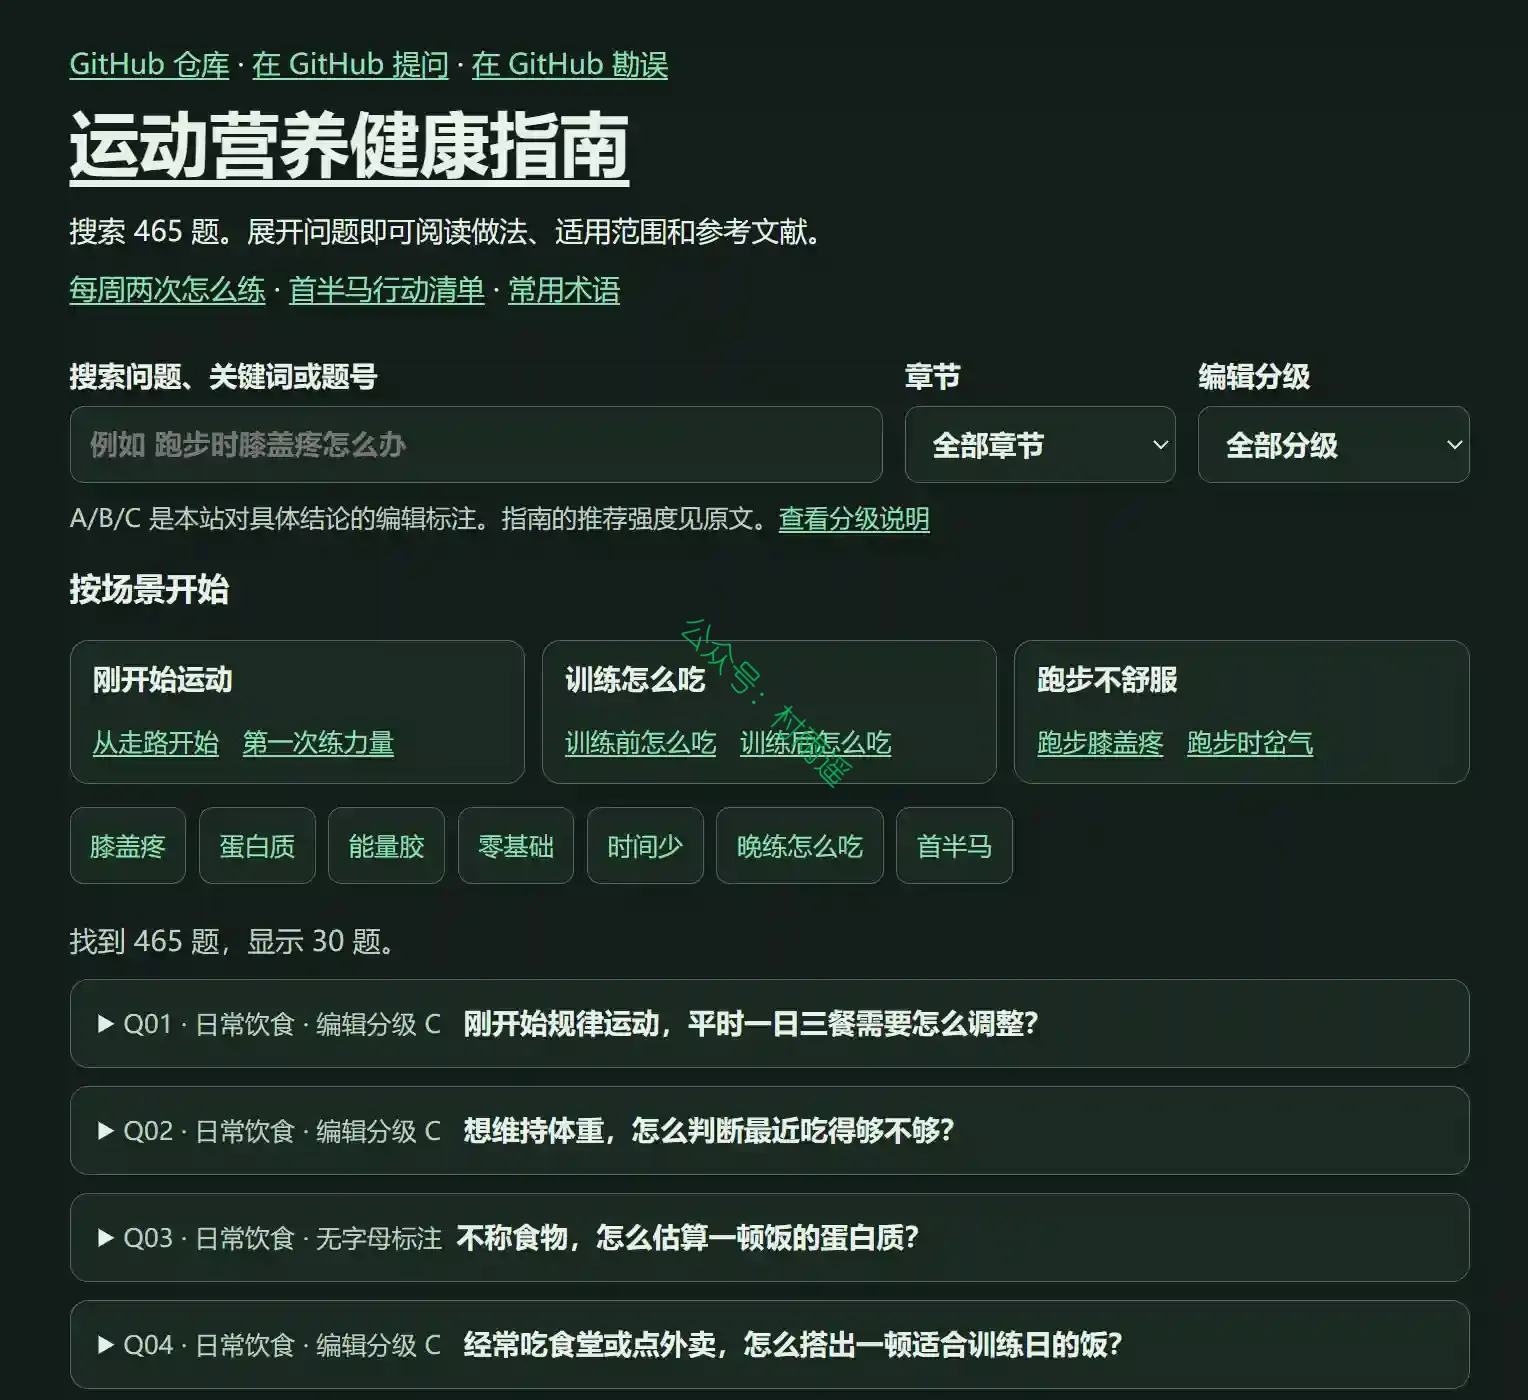 GitHub 仓库 · 在 GitHub 提问 · 在 GitHub 勘误
运动营养健康指南
搜索 465 题。展开问题即可阅读做法、适用范围和参考文献。
每周两次怎么练 · 首半马行动清单 · 常用术语
搜索问题、关键词或题号 章节 编辑分级
例如 跑步时膝盖疼怎么办 全部章节 全部分级
A/B/C 是本站对具体结论的编辑标注。指南的推荐强度见原文。查看分级说明
按场景开始
刚开始运动 训练怎么吃 跑步不舒服
从走路开始 第一次练力量 训练前怎么吃 训练后怎么吃 跑步膝盖疼 跑步时岔气
公众号：村雨遥
膝盖疼 蛋白质 能量胶 零基础 时间少 晚练怎么吃 首半马
找到 465 题，显示 30 题。
▶ Q01 · 日常饮食 · 编辑分级 C 刚开始规律运动，平时一日三餐需要怎么调整？
▶ Q02 · 日常饮食 · 编辑分级 C 想维持体重，怎么判断最近吃得够不够？
▶ Q03 · 日常饮食 · 无字母标注 不称食物，怎么估算一顿饭的蛋白质？
▶ Q04 · 日常饮食 · 编辑分级 C 经常吃食堂或点外卖，怎么搭出一顿适合训练日的饭？